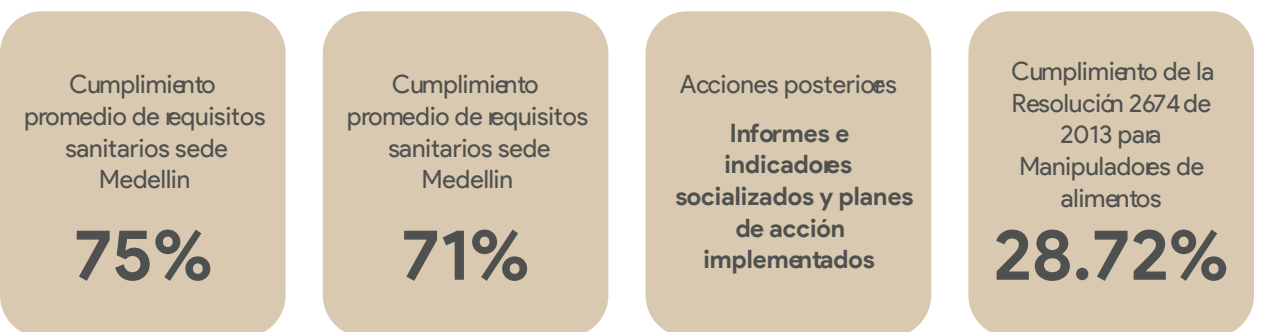 Cumplimiento
promedio de requisitos
sanitarios sede
Medellin
75%
Cumplimiento
promedio de requisitos
sanitarios sede
Medellin
71%
Acciones posteriores
Informes e
indicadores
socializados y planes
de acción
implementados
Cumplimiento de la
Resolución 2674 de
2013 para
Manipuladores de
alimentos
28.72%